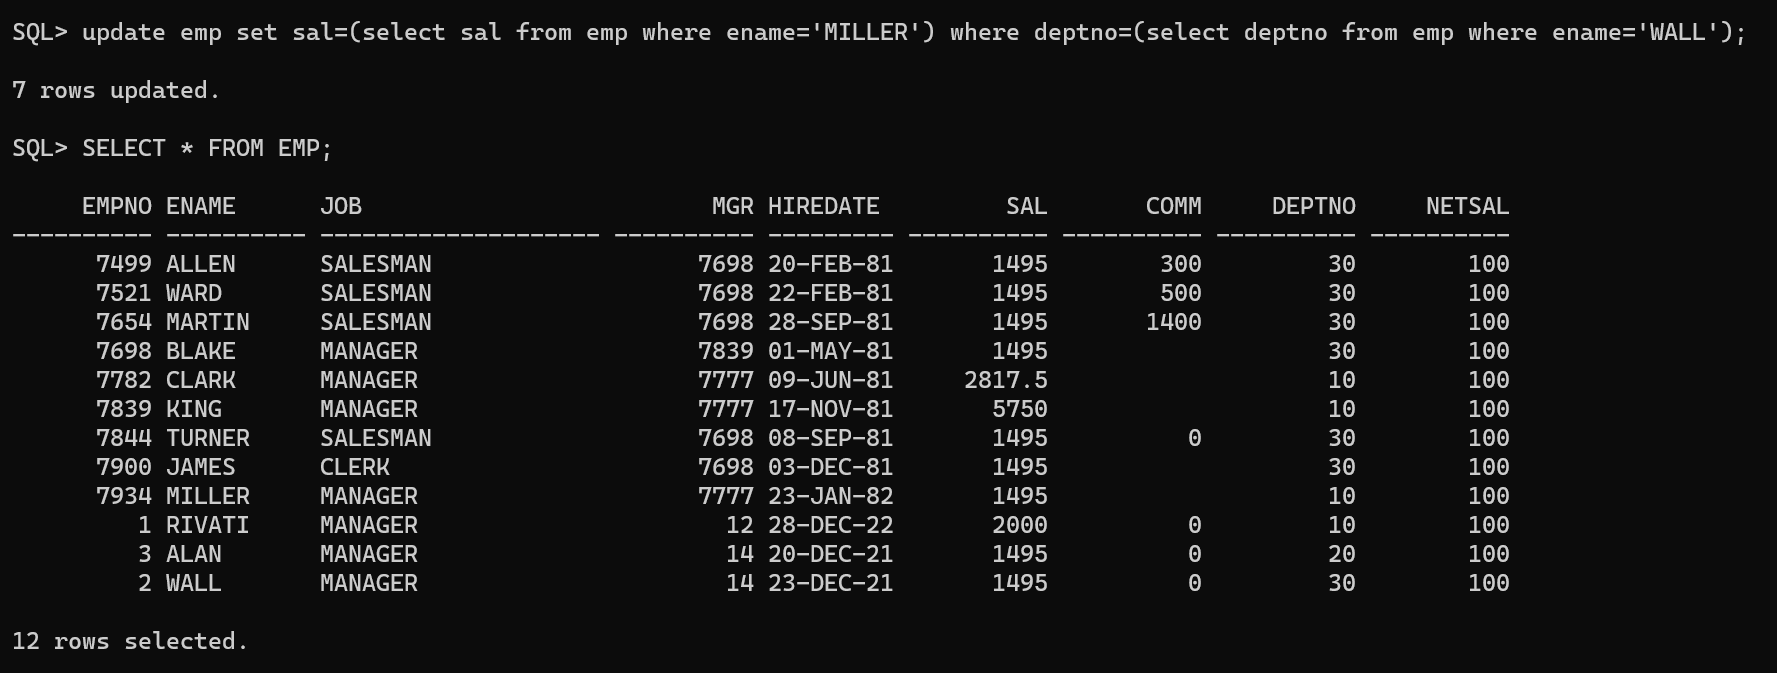 SQL> update emp set sal=(select sal from emp where ename='MILLER') where deptno=(select deptno from emp where ename='WALL');
7 rows updated.
SQL> SELECT * FROM EMP;
     EMPNO ENAME      JOB                         MGR HIREDATE         SAL       COMM     DEPTNO     NETSAL
---------- ---------- -------------------- ---------- --------- ---------- ---------- ---------- ----------
      7499 ALLEN      SALESMAN                   7698 20-FEB-81       1495        300         30        100
      7521 WARD       SALESMAN                   7698 22-FEB-81       1495        500         30        100
      7654 MARTIN     SALESMAN                   7698 28-SEP-81       1495       1400         30        100
      7698 BLAKE      MANAGER                    7839 01-MAY-81       1495                    30        100
      7782 CLARK      MANAGER                    7777 09-JUN-81     2817.5                    10        100
      7839 KING       MANAGER                    7777 17-NOV-81       5750                    10        100
      7844 TURNER     SALESMAN                   7698 08-SEP-81       1495          0         30        100
      7900 JAMES      CLERK                      7698 03-DEC-81       1495                    30        100
      7934 MILLER     MANAGER                    7777 23-JAN-82       1495                    10        100
         1 RIVATI     MANAGER                      12 28-DEC-22       2000          0         10        100
         3 ALAN       MANAGER                      14 20-DEC-21       1495          0         20        100
         2 WALL       MANAGER                      14 23-DEC-21       1495          0         30        100
12 rows selected.